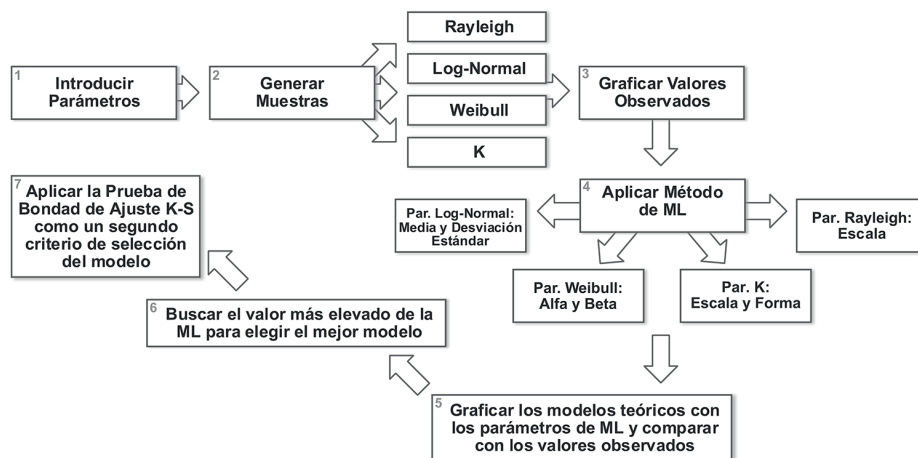 1
Introducir
Parámetros
2
Generar
Muestras
Rayleigh
Log-Normal
Weibull
K
3
Graficar Valores
Observados
4
Aplicar Método
de ML
Par. Log-Normal:
Media y Desviación
Estándar
Par. Rayleigh:
Escala
Par. Weibull:
Alfa y Beta
Par. K:
Escala y Forma
5
Graficar los modelos teóricos con
los parámetros de ML y comparar
con los valores observados
6
Buscar el valor más elevado de la
ML para elegir el mejor modelo
7
Aplicar la Prueba de
Bondad de Ajuste K-S
como un segundo
criterio de selección
del modelo